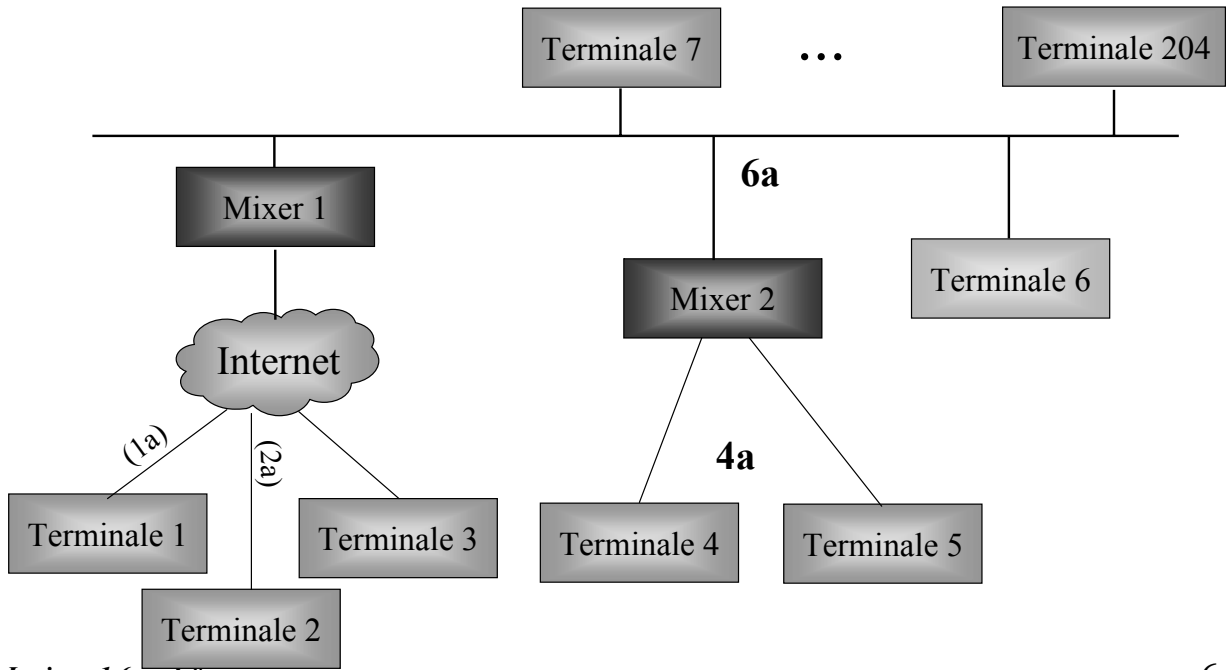 Terminale 7
...
Terminale 204
6a
Mixer 1
Terminale 6
Mixer 2
Internet
(1a)
(2a)
4a
Terminale 1
Terminale 3
Terminale 4
Terminale 5
Terminale 2